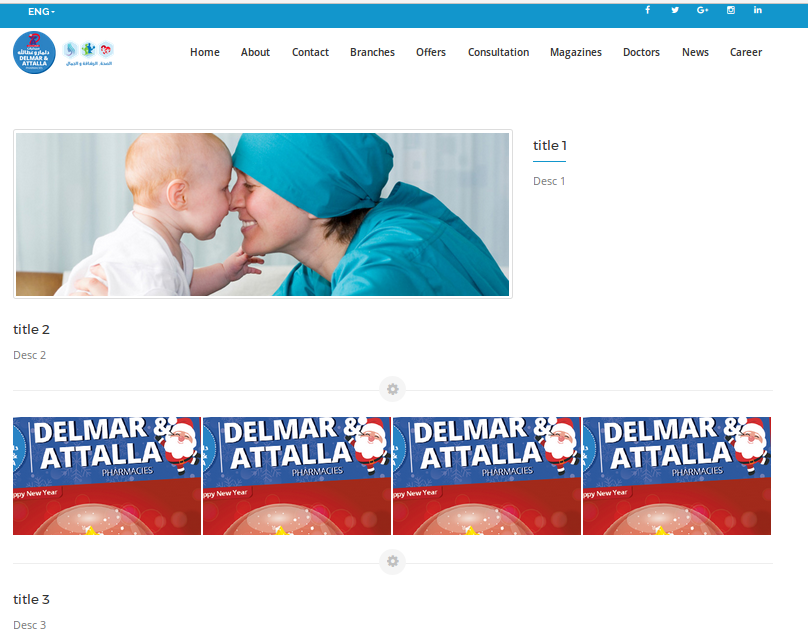 ENG
دلمار و عطاالله
DELMAR &
ATTALLA
PHARMACIES
الصحة، الرشاقة و الجمال
Home About Contact Branches Offers Consultation Magazines Doctors News Career
title 1
Desc 1
title 2
Desc 2
DELMAR &
ATTALLA
PHARMACIES
ppy New Year
DELMAR &
ATTALLA
PHARMACIES
ppy New Year
DELMAR &
ATTALLA
PHARMACIES
ppy New Year
DELMAR &
ATTALLA
PHARMACIES
ppy New Year
title 3
Desc 3